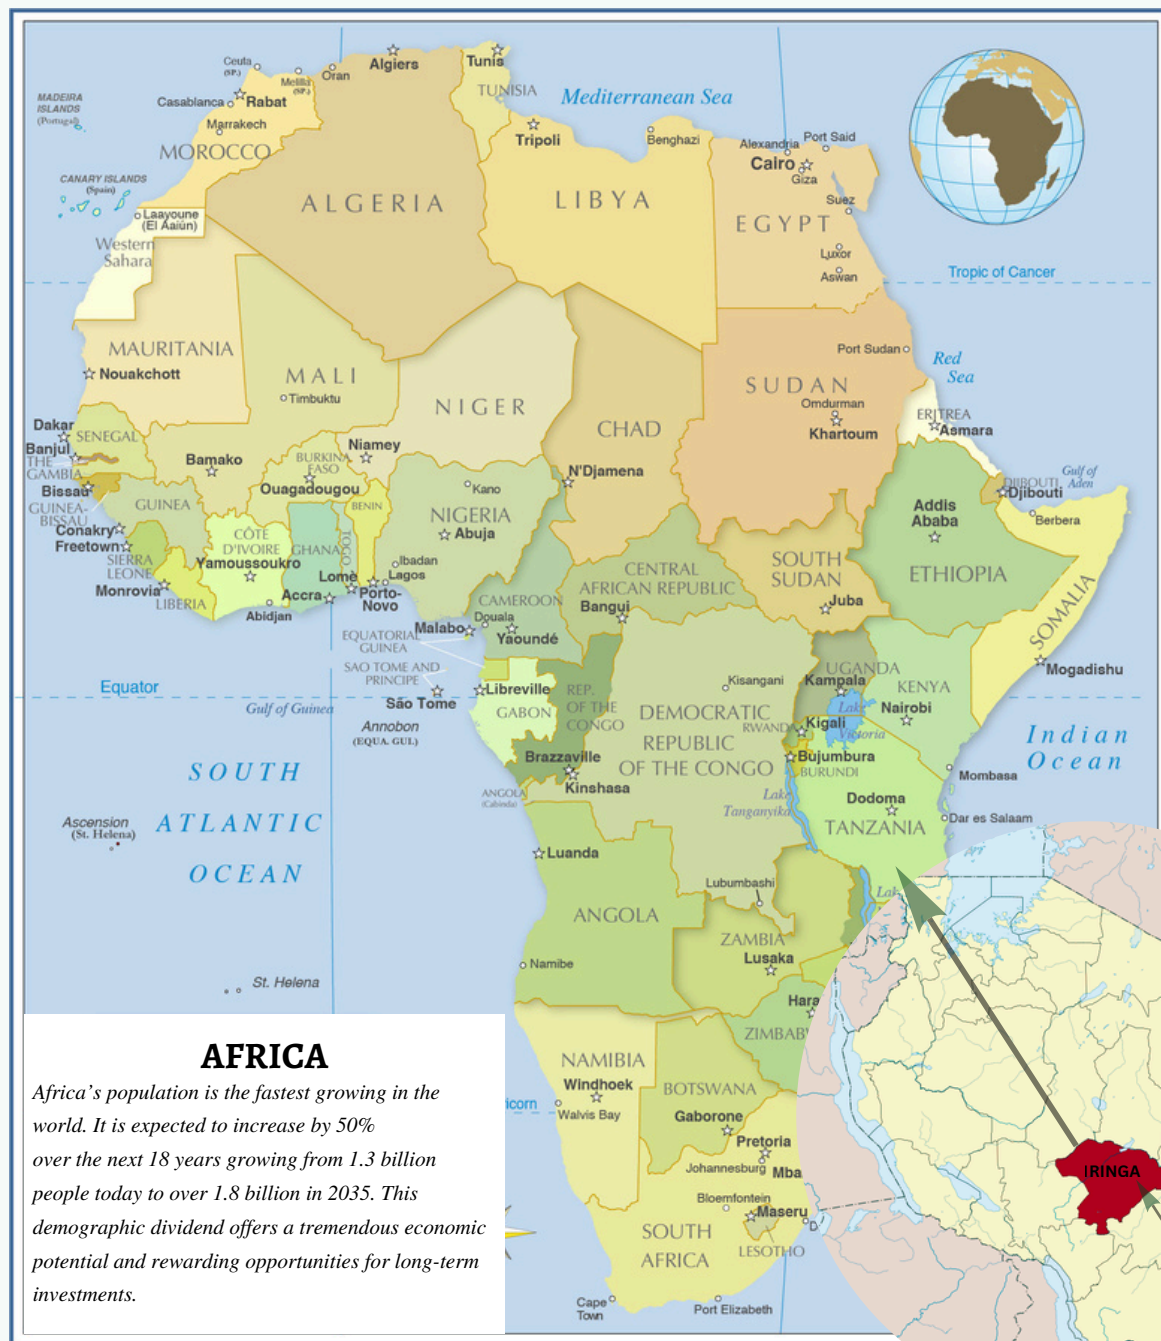 Ceuta
(SP.)
Melilla
(SP.)
Oran
Algiers
Tunis
TUNISIA
Mediterranean Sea
MADEIRA
ISLANDS
(Portugal)
Casablanca
Rabat
Marrakech
MOROCCO
Tripoli
Benghazi
Alexandria
Port Said
Cairo
Giza
Suez
CANARY ISLANDS
(Spain)
Laayoune
(El Aaiún)
Western
Sahara
ALGERIA
LIBYA
EGYPT
Luxor
Aswan
Tropic of Cancer
MAURITANIA
Nouakchott
MALI
Timbuktu
NIGER
CHAD
SUDAN
Port Sudan
Red
Sea
Omdurman
Khartoum
ERITREA
Asmara
Dakar
SENEGAL
Banjul
THE
GAMBIA
Bissau
GUINEA-
BISSAU
Bamako
BURKINA
FASO
Ouagadougou
Niamey
N'Djamena
Kano
NIGERIA
Abuja
Ibadan
Lagos
BENIN
GUINEA
Conakry
Freetown
SIERRA
LEONE
Monrovia
LIBERIA
CÔTE
D'IVOIRE
Yamoussoukro
Abidjan
GHANA
Accra
TOGO
Lomé
Porto-
Novo
DJIBOUTI
Djibouti
Gulf of
Aden
Berbera
Addis
Ababa
ETHIOPIA
SOMALIA
Mogadishu
SOUTH
SUDAN
Juba
CENTRAL
AFRICAN REPUBLIC
Bangui
CAMEROON
Douala
Yaoundé
Malabo
EQUATORIAL
GUINEA
SAO TOME AND
PRINCIPE
São Tome
Libreville
GABON
REP.
OF THE
CONGO
Brazzaville
Kinshasa
Equator
Gulf of Guinea
Annobon
(EQUA. GUI.)
Kisangani
DEMOCRATIC
REPUBLIC
OF THE CONGO
UGANDA
Kampala
KENYA
Nairobi
Lake
Victoria
RWANDA
Kigali
Bujumbura
BURUNDI
Lake
Tanganyika
Dodoma
TANZANIA
Mombasa
Dar es Salaam
Indian
Ocean
SOUTH
ATLANTIC
OCEAN
Ascension
(St. Helena)
St. Helena
ANGOLA
(Cabinda)
Luanda
ANGOLA
Namibe
Lubumbashi
ZAMBIA
Lusaka
Lak
Hara
ZIMBABW
NAMIBIA
Windhoek
Walvis Bay
ricorn
BOTSWANA
Gaborone
Pretoria
Johannesburg
Mba
Bloemfontein
Maseru
D
LESOTHO
SOUTH
AFRICA
Cape
Town
Port Elizabeth
IRINGA
AFRICA
Africa's population is the fastest growing in the
world. It is expected to increase by 50%
over the next 18 years growing from 1.3 billion
people today to over 1.8 billion in 2035. This
demographic dividend offers a tremendous economic
potential and rewarding opportunities for long-term
investments.